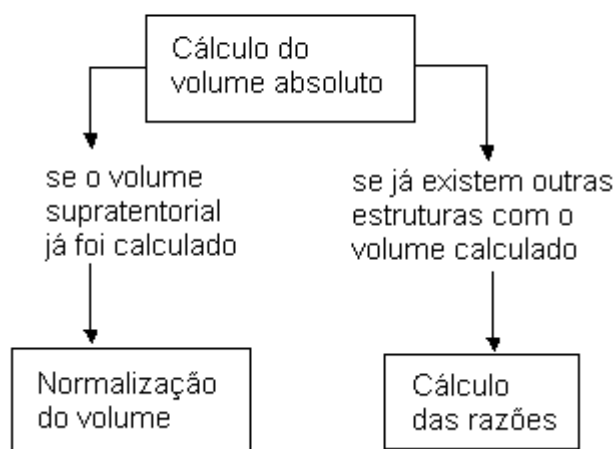 Cálculo do
volume absoluto
se o volume
supratentorial
já foi calculado
se já existem outras
estruturas com o
volume calculado
Normalização
do volume
Cálculo
das razões